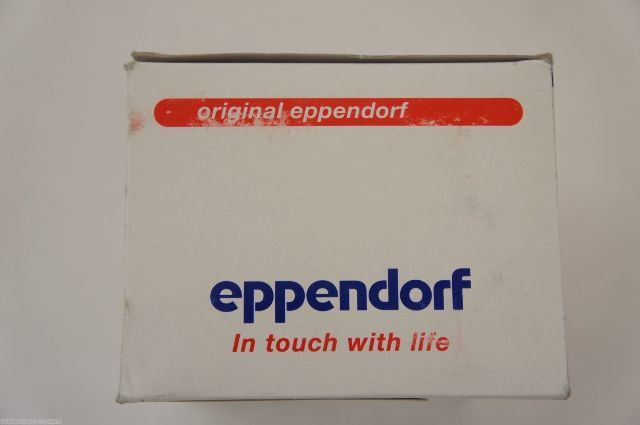 original eppendorf
eppendorf
In touch with life